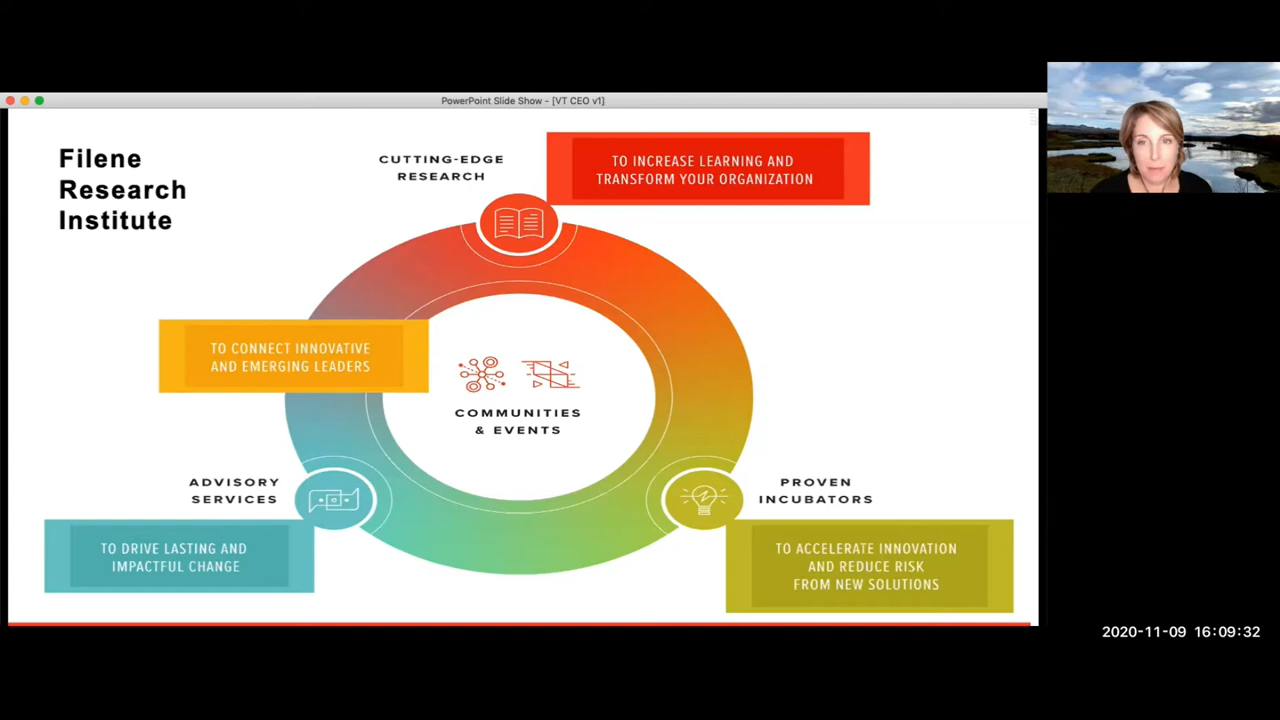 PowerPoint Slide Show - [VT CEO v1]
Filene
Research
Institute
CUTTING-EDGE
RESEARCH
TO INCREASE LEARNING AND
TRANSFORM YOUR ORGANIZATION
TO CONNECT INNOVATIVE
AND EMERGING LEADERS
COMMUNITIES
& EVENTS
ADVISORY
SERVICES
TO DRIVE LASTING AND
IMPACTFUL CHANGE
PROVEN
INCUBATORS
TO ACCELERATE INNOVATION
AND REDUCE RISK
FROM NEW SOLUTIONS
2020-11-09 16:09:32